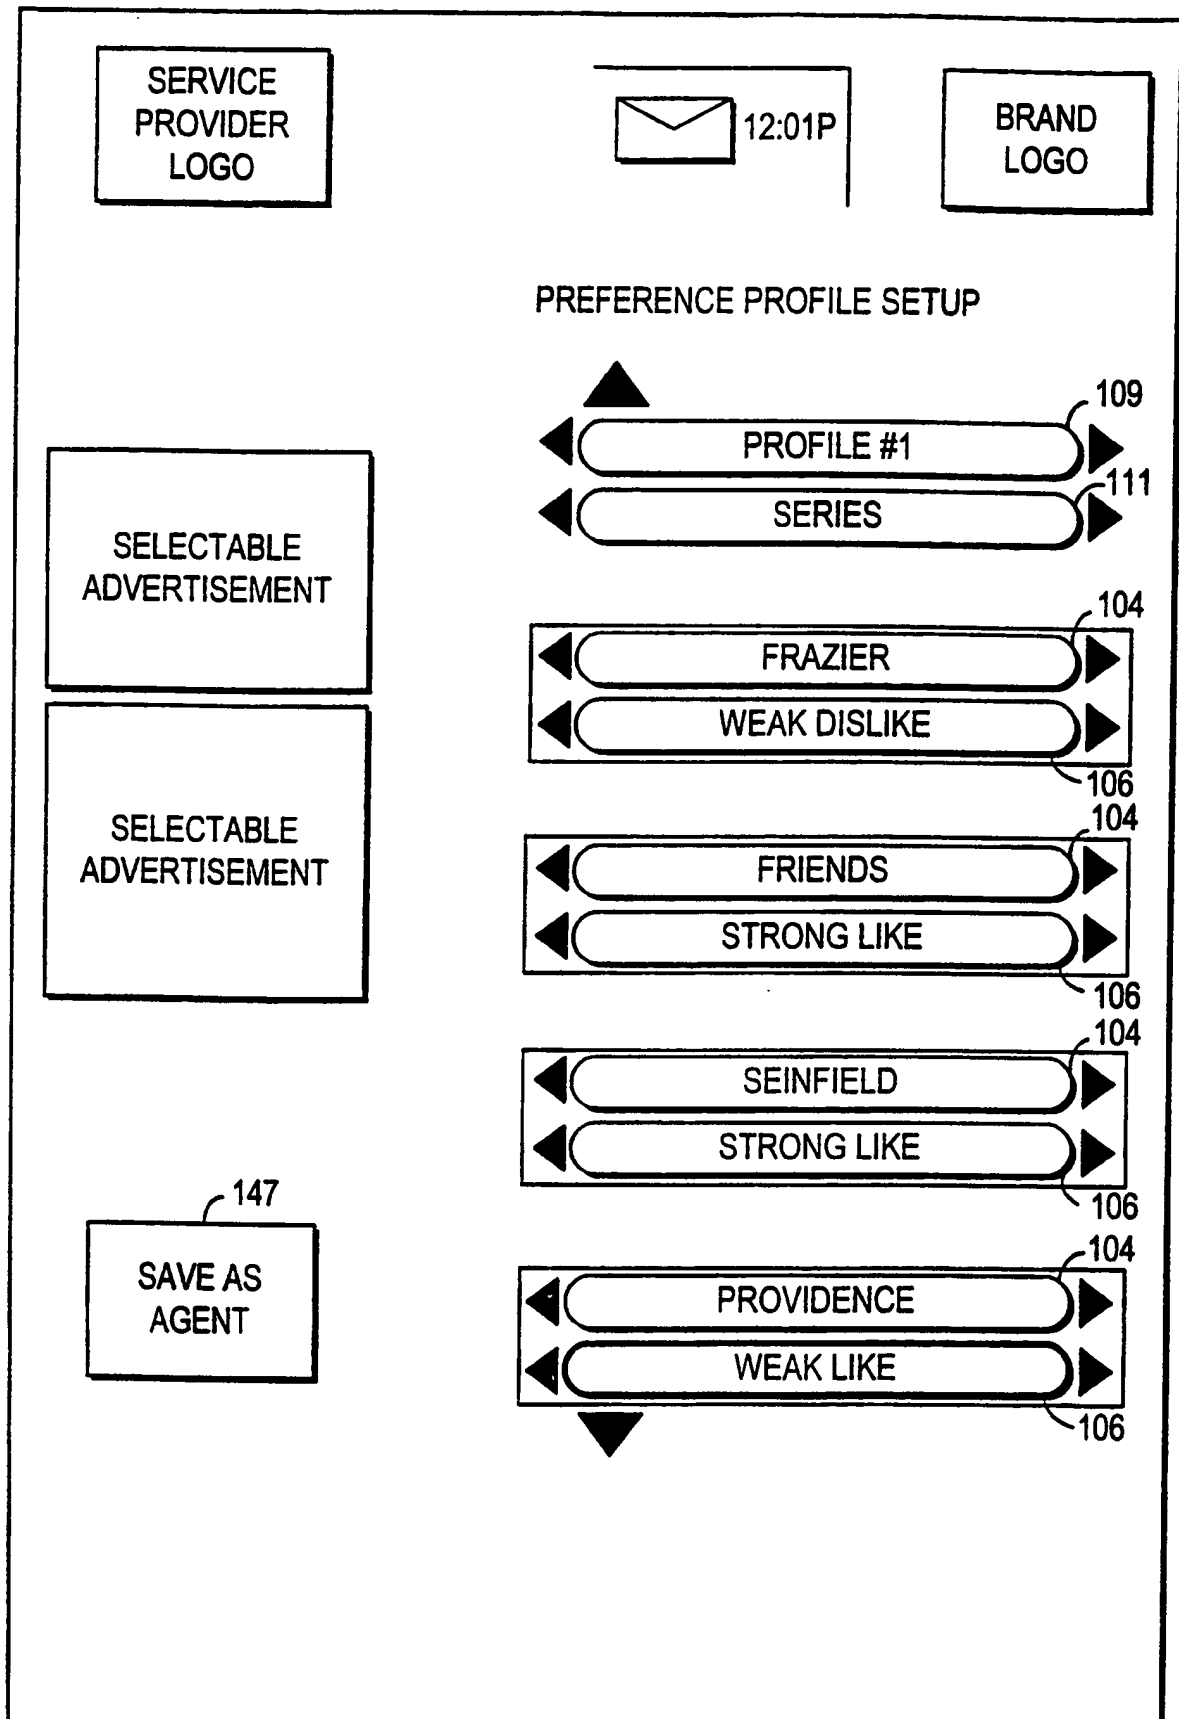 SERVICE
PROVIDER
LOGO
12:01P
BRAND
LOGO
PREFERENCE PROFILE SETUP
109
PROFILE #1
111
SERIES
SELECTABLE
ADVERTISEMENT
104
FRAZIER
WEAK DISLIKE
106
SELECTABLE
ADVERTISEMENT
104
FRIENDS
STRONG LIKE
106
104
SEINFIELD
STRONG LIKE
106
147
SAVE AS
AGENT
104
PROVIDENCE
WEAK LIKE
106